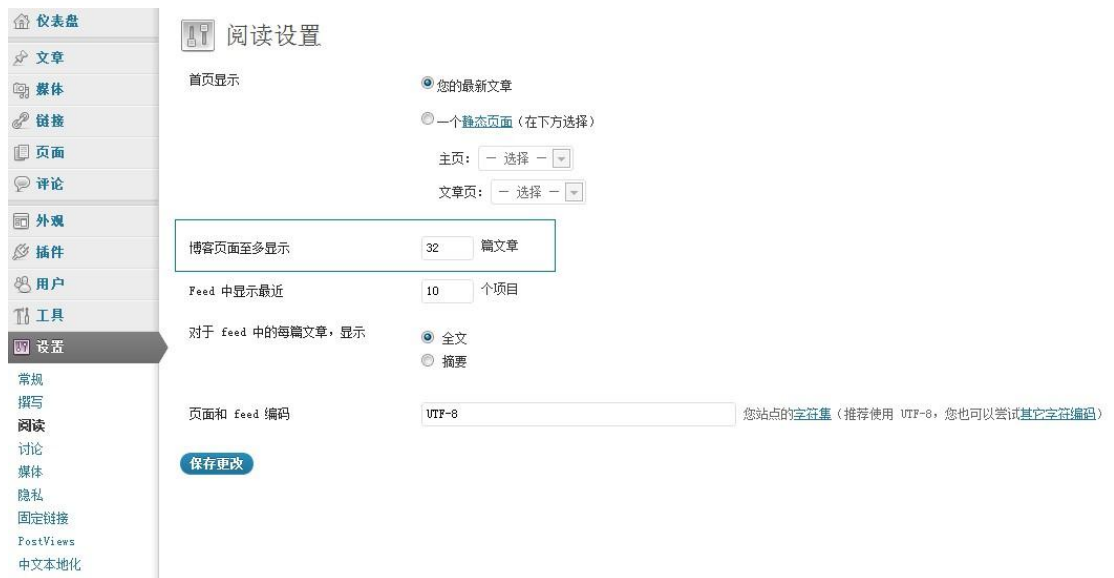 仪表盘
文章
媒体
链接
页面
评论
外观
插件
用户
工具
设置
常规
撰写
阅读
讨论
媒体
隐私
固定链接
PostViews
中文本地化
阅读设置
首页显示
您的最新文章
一个静态页面（在下方选择）
主页： — 选择 —
文章页： — 选择 —
博客页面至多显示 32 篇文章
Feed 中显示最近 10 个项目
对于 feed 中的每篇文章，显示
全文
摘要
页面和 feed 编码 UTF-8 您站点的字符集（推荐使用 UTF-8，您也可以尝试其它字符编码）
保存更改